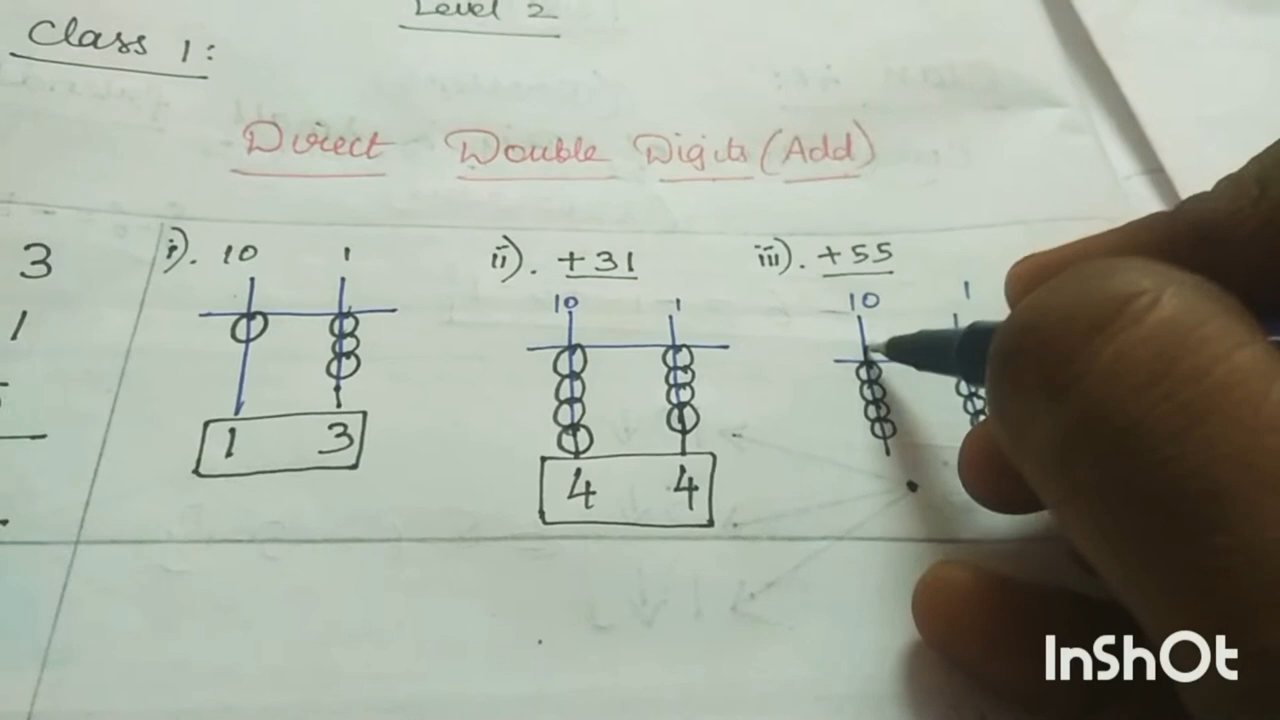 Level 2
Class 1:
Direct Double Digits (Add)
3
1
i). 10 1
1 3
ii). +31
10 1
4 4
iii). +55
10 1
InShOt